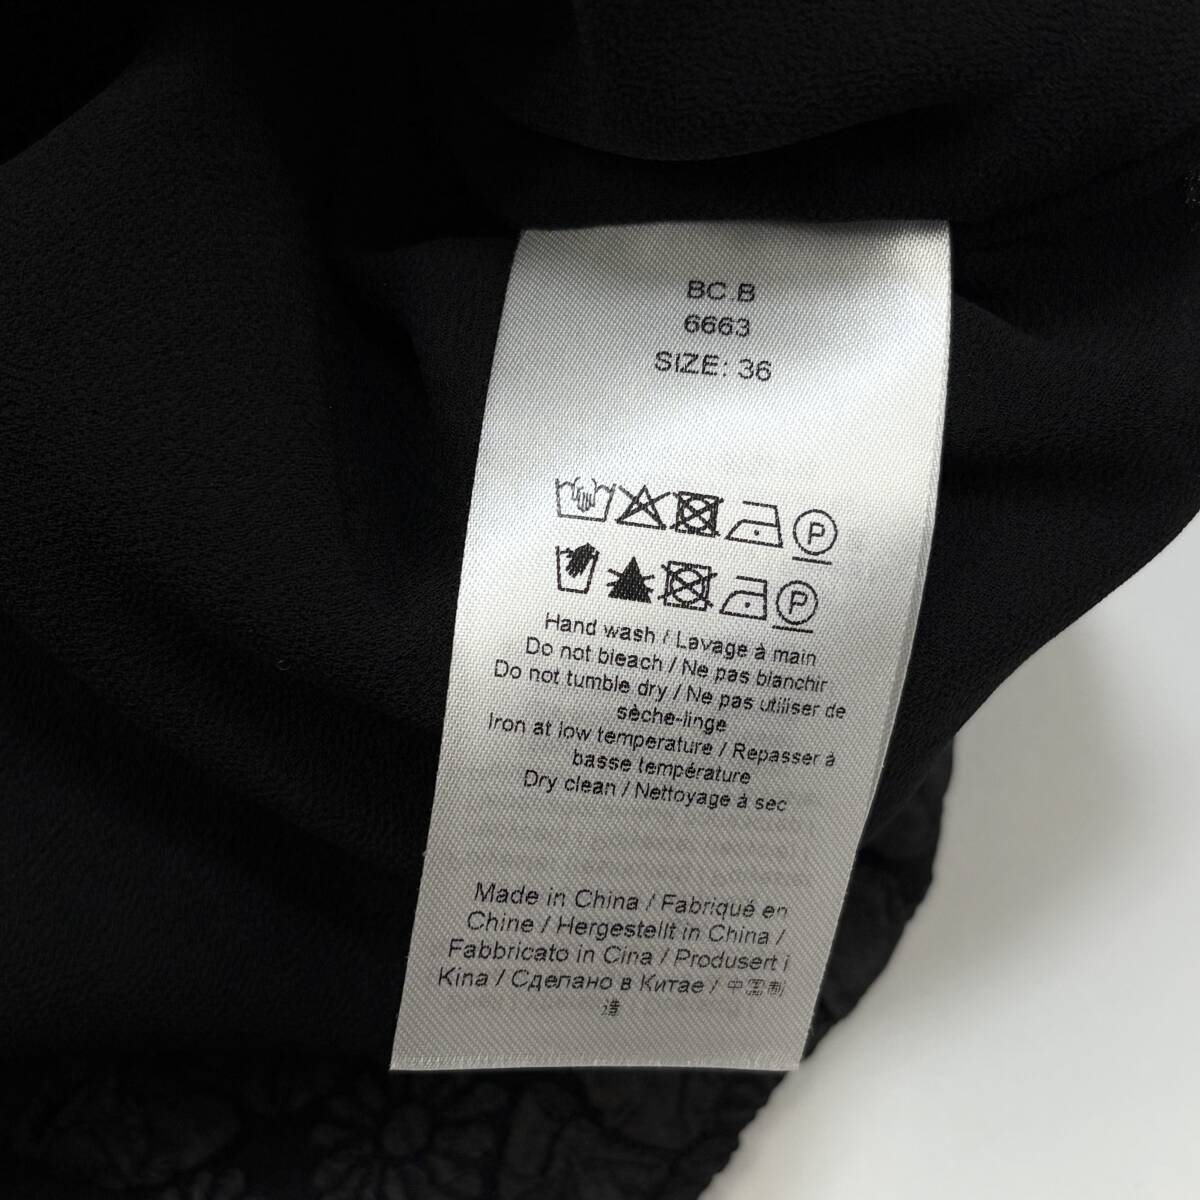 BC.B
6663
SIZE: 36
P
P
Hand wash / Lavage à main
Do not bleach / Ne pas blanchir
Do not tumble dry / Ne pas utiliser de
sèche-linge
Iron at low temperature / Repasser à
basse température
Dry clean / Nettoyage à sec
Made in China / Fabriqué en
Chine / Hergestellt in China /
Fabbricato in Cina / Produsert i
Kina / Сделано в Китае / 中国制
造